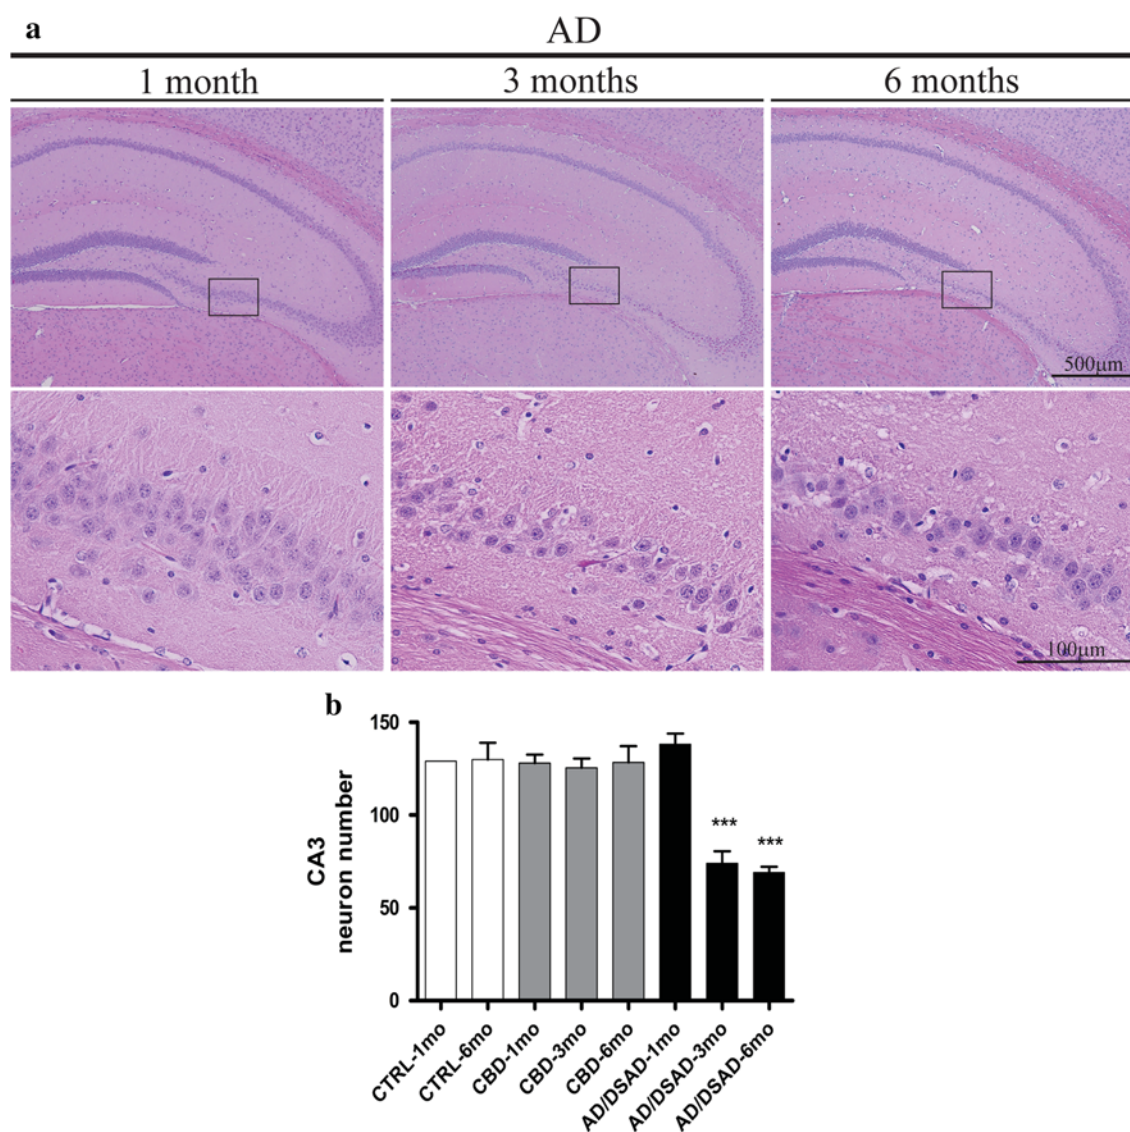 a
AD
1 month
3 months
6 months
500μm
100μm
b
CA3
neuron number
150
100
50
0
***
***
CTRL-1mo
CTRL-6mo
CBD-1mo
CBD-3mo
CBD-6mo
AD/DSAD-1mo
AD/DSAD-3mo
AD/DSAD-6mo